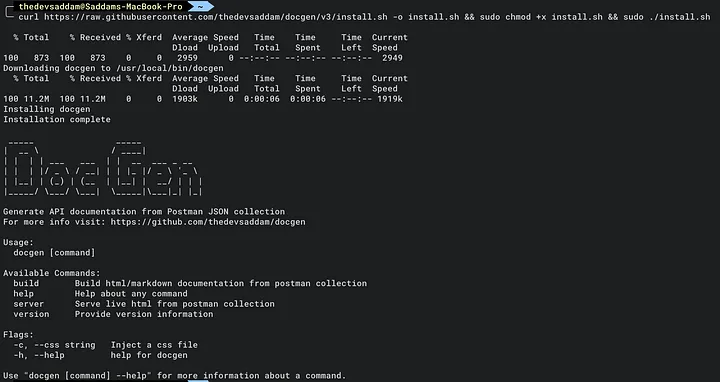 thedevsaddam@Saddams-MacBook-Pro ~
curl https://raw.githubusercontent.com/thedevsaddam/docgen/v3/install.sh -o install.sh && sudo chmod +x install.sh && sudo ./install.sh
% Total % Received % Xferd Average Speed Time Time Time Current
Dload Upload Total Spent Left Speed
100 873 100 873 0 0 2959 0 --:--:-- --:--:-- --:--:-- 2949
Downloading docgen to /usr/local/bin/docgen
% Total % Received % Xferd Average Speed Time Time Time Current
Dload Upload Total Spent Left Speed
100 11.2M 100 11.2M 0 0 1903k 0 0:00:06 0:00:06 --:--:-- 1919k
Installing docgen
Installation complete
DocGen
Generate API documentation from Postman JSON collection
For more info visit: https://github.com/thedevsaddam/docgen
Usage:
docgen [command]
Available Commands:
build Build html/markdown documentation from postman collection
help Help about any command
server Serve live html from postman collection
version Provide version information
Flags:
-c, --css string Inject a css file
-h, --help help for docgen
Use "docgen [command] --help" for more information about a command.